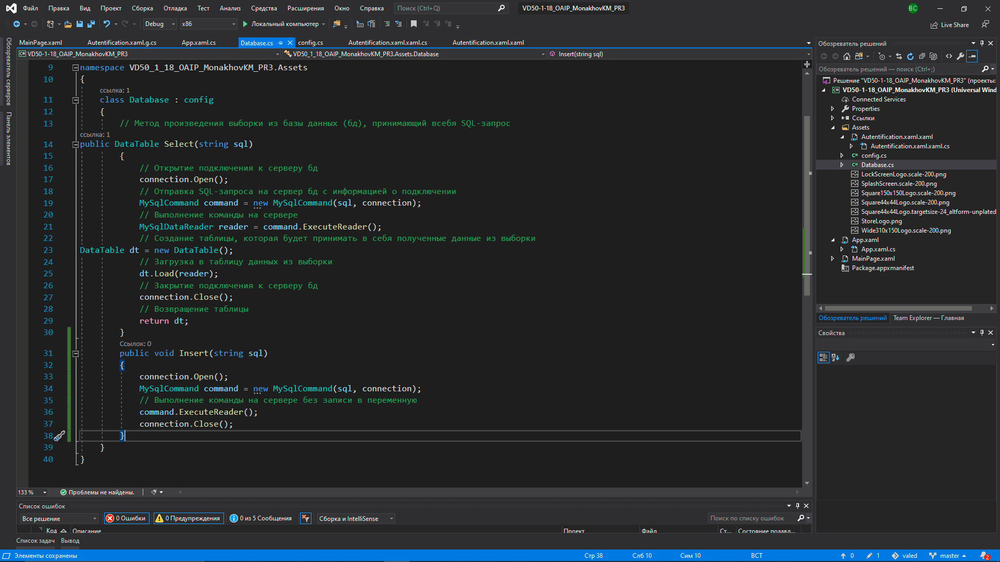 Файл Правка Вид Проект Сборка Отладка Тест Анализ Средства Расширения Окно Справка Поиск (Ctrl+Q) VD50-1-18_OAIP_MonakhovKM_PR3 BC
Debug x86 Локальный компьютер Live Share
MainPage.xaml Autentification.xaml.g.cs App.xaml.cs Database.cs config.cs Autentification.xaml.xaml.cs Autentification.xaml.xaml
VD50-1-18_OAIP_MonakhovKM_PR3 VD50_1_18_OAIP_MonakhovKM_PR3.Assets.Database Insert(string sql)
Обозреватель серверов
Панель элементов
9 namespace VD50_1_18_OAIP_MonakhovKM_PR3.Assets
10 {
ссылка: 1
11 class Database : config
12 {
13 // Метод произведения выборки из базы данных (бд), принимающий всебя SQL-запрос
ссылка: 1
14 public DataTable Select(string sql)
15 {
16 // Открытие подключения к серверу бд
17 connection.Open();
18 // Отправка SQL-запроса на сервер бд с информацией о подключении
19 MySqlCommand command = new MySqlCommand(sql, connection);
20 // Выполнение команды на сервере
21 MySqlDataReader reader = command.ExecuteReader();
22 // Создание таблицы, которая будет принимать в себя полученные данные из выборки
23 DataTable dt = new DataTable();
24 // Загрузка в таблицу данных из выборки
25 dt.Load(reader);
26 // Закрытие подключения к серверу бд
27 connection.Close();
28 // Возвращение таблицы
29 return dt;
30 }
Ссылок: 0
31 public void Insert(string sql)
32 {
33 connection.Open();
34 MySqlCommand command = new MySqlCommand(sql, connection);
35 // Выполнение команды на сервере без записи в переменную
36 command.ExecuteReader();
37 connection.Close();
38 }
39 }
40 }
133 % Проблемы не найдены.
Список ошибок
Все решение 0 Ошибки 0 Предупреждения 0 из 5 Сообщения Сборка и IntelliSense Поиск по списку ошибок
Код Описание Проект Файл Ст... Состояние подавл...
Список задач Вывод
Обозреватель решений
Обозреватель решений — поиск (Ctrl+;)
Решение "VD50-1-18_OAIP_MonakhovKM_PR3" (проекты:
VD50-1-18_OAIP_MonakhovKM_PR3 (Universal Wind
Connected Services
Properties
Ссылки
Assets
Autentification.xaml.xaml
Autentification.xaml.xaml.cs
config.cs
Database.cs
LockScreenLogo.scale-200.png
SplashScreen.scale-200.png
Square150x150Logo.scale-200.png
Square44x44Logo.scale-200.png
Square44x44Logo.targetsize-24_altform-unplated
StoreLogo.png
Wide310x150Logo.scale-200.png
App.xaml
App.xaml.cs
MainPage.xaml
Package.appxmanifest
Обозреватель решений Team Explorer — Главная
Свойства
Элементы сохранены Стр 38 Слб 10 Сим 10 ВСТ 0 1 valed master 2